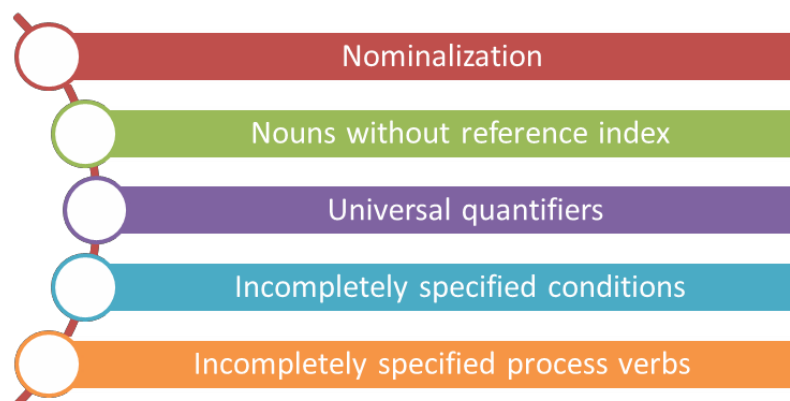 Nominalization
Nouns without reference index
Universal quantifiers
Incompletely specified conditions
Incompletely specified process verbs